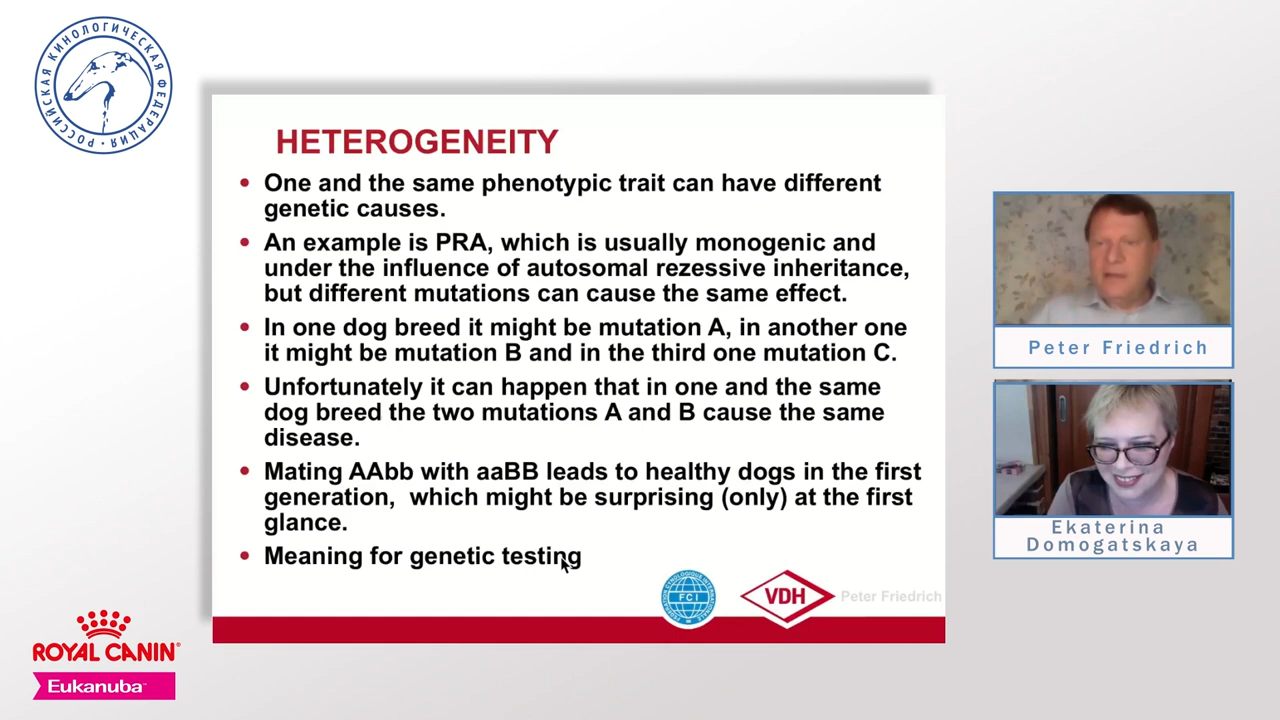 РОССИЙСКАЯ КИНОЛОГИЧЕСКАЯ ФЕДЕРАЦИЯ
HETEROGENEITY
• One and the same phenotypic trait can have different
genetic causes.
• An example is PRA, which is usually monogenic and
under the influence of autosomal rezessive inheritance,
but different mutations can cause the same effect.
• In one dog breed it might be mutation A, in another one
it might be mutation B and in the third one mutation C.
• Unfortunately it can happen that in one and the same
dog breed the two mutations A and B cause the same
disease.
• Mating AAbb with aaBB leads to healthy dogs in the first
generation, which might be surprising (only) at the first
glance.
• Meaning for genetic testing
FCI
VDH
Peter Friedrich
Peter Friedrich
Ekaterina
Domogatskaya
ROYAL CANIN
Eukanuba